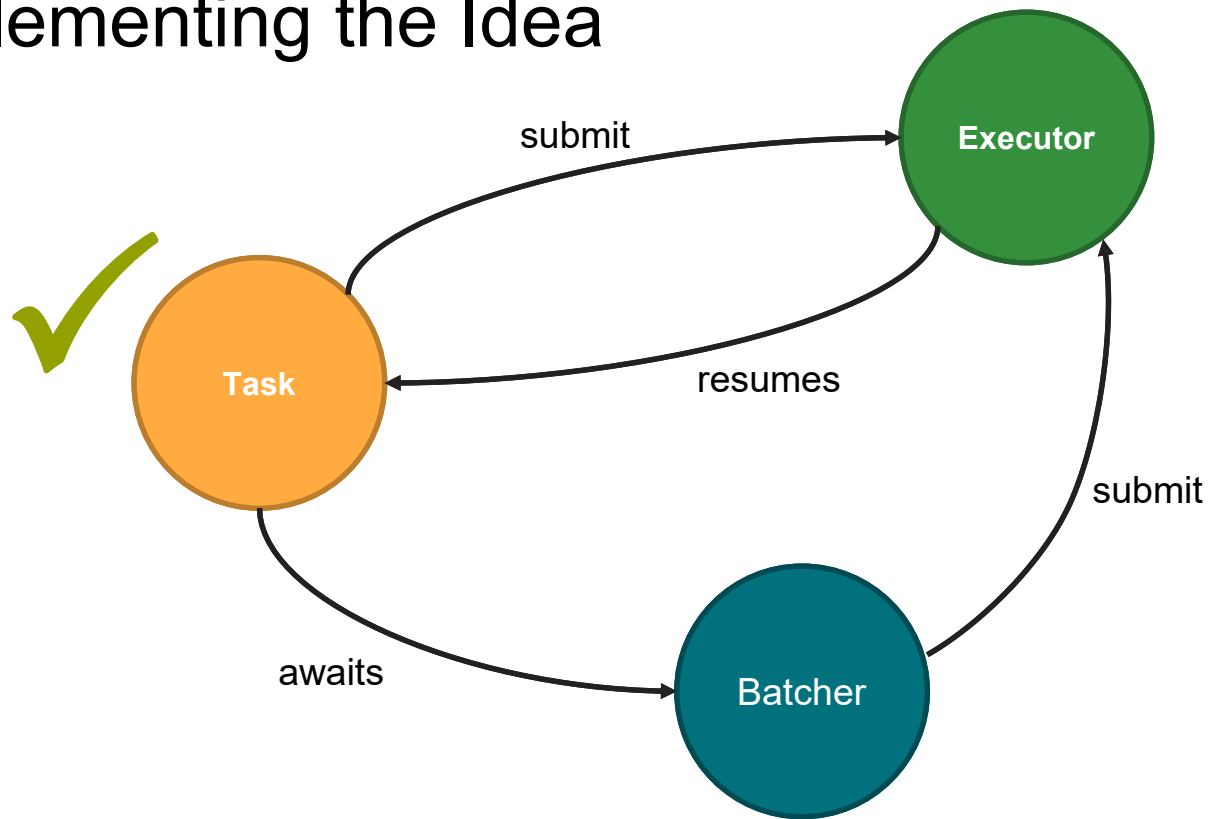 lementing the Idea
submit
Executor
Task
resumes
submit
awaits
Batcher